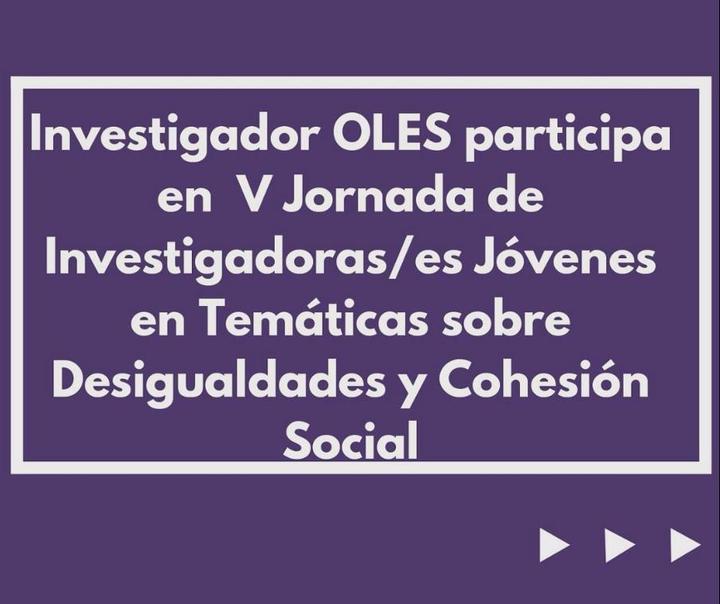 Investigador OLES participa
en V Jornada de
Investigadoras/es Jóvenes
en Temáticas sobre
Desigualdades y Cohesión
Social